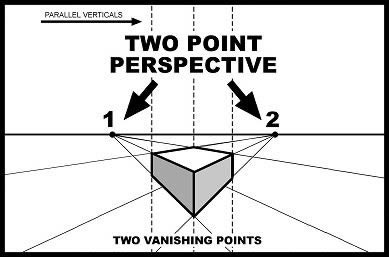 PARALLEL VERTICALS
TWO POINT
PERSPECTIVE
1
2
TWO VANISHING POINTS